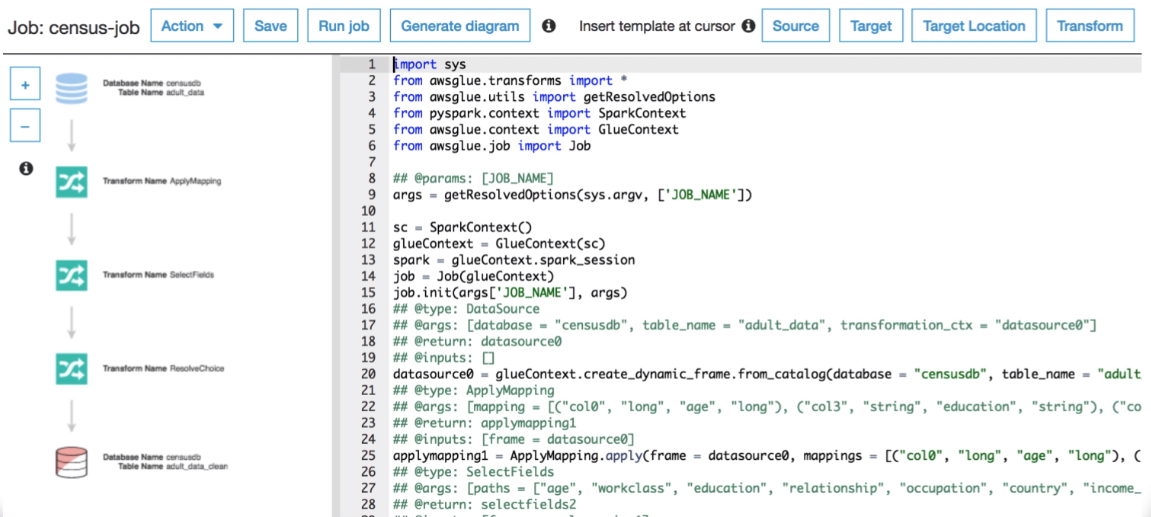 Job: census-job Action Save Run job Generate diagram Insert template at cursor Source Target Target Location Transform
+
-
Database Name censusdb
Table Name adult_data
Transform Name ApplyMapping
Transform Name SelectFields
Transform Name ResolveChoice
Database Name censusdb
Table Name adult_data_clean
1 import sys
2 from awsglue.transforms import *
3 from awsglue.utils import getResolvedOptions
4 from pyspark.context import SparkContext
5 from awsglue.context import GlueContext
6 from awsglue.job import Job
7
8 ## @params: [JOB_NAME]
9 args = getResolvedOptions(sys.argv, ['JOB_NAME'])
10
11 sc = SparkContext()
12 glueContext = GlueContext(sc)
13 spark = glueContext.spark_session
14 job = Job(glueContext)
15 job.init(args['JOB_NAME'], args)
16 ## @type: DataSource
17 ## @args: [database = "censusdb", table_name = "adult_data", transformation_ctx = "datasource0"]
18 ## @return: datasource0
19 ## @inputs: []
20 datasource0 = glueContext.create_dynamic_frame.from_catalog(database = "censusdb", table_name = "adult
21 ## @type: ApplyMapping
22 ## @args: [mapping = [("col0", "long", "age", "long"), ("col3", "string", "education", "string"), ("co
23 ## @return: applymapping1
24 ## @inputs: [frame = datasource0]
25 applymapping1 = ApplyMapping.apply(frame = datasource0, mappings = [("col0", "long", "age", "long"), (
26 ## @type: SelectFields
27 ## @args: [paths = ["age", "workclass", "education", "relationship", "occupation", "country", "income_
28 ## @return: selectfields2